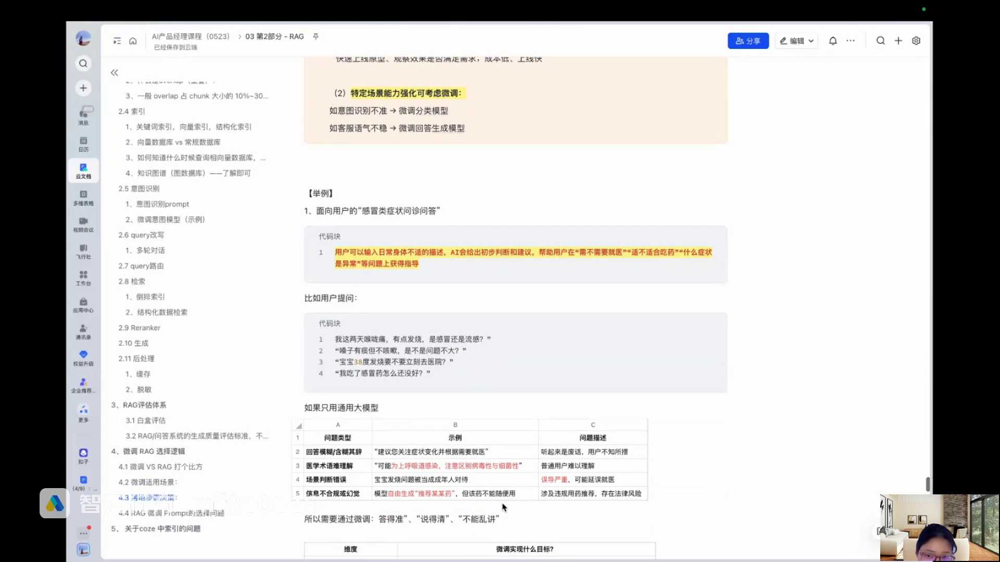 AI产品经理课程（0523） > 03 第2部分 - RAG
已经保存到云端
分享
编辑
499
消息
日历
云文档
多维表格
视频会议
飞行社
工作台
应用中心
通讯录
权益升级
企业推荐...
更多
扣子
(4/9)：...
3、一般 overlap 占 chunk 大小的 10%~30...
2.4 索引
1、关键词索引，向量索引，结构化索引
2、向量数据库 vs 常规数据库
3、如何知道什么时候查询相向量数据库，...
4、知识图谱（图数据库）——了解即可
2.5 意图识别
1、意图识别prompt
2、微调意图模型（示例）
2.6 query改写
1、多轮对话
2.7 query路由
2.8 检索
1、倒排索引
2、结构化数据检索
2.9 Reranker
2.10 生成
2.11 后处理
1、缓存
2、脱敏
3、RAG评估体系
3.1 白盒评估
3.2 RAG/问答系统的生成质量评估标准，不...
4、微调 RAG 选择逻辑
4.1 微调 VS RAG 打个比方
4.2 微调适用场景：
4.3 落地步骤决策：
4.4 RAG 微调 Prompt的选择问题
5、 关于coze 中索引的问题
快速上线原型、观察效果是否满足需求，成本低、上线快
（2）特定场景能力强化可考虑微调：
如意图识别不准 → 微调分类模型
如客服语气不稳 → 微调回答生成模型
【举例】
1、面向用户的“感冒类症状问诊问答”
代码块
1 用户可以输入日常身体不适的描述，AI会给出初步判断和建议，帮助用户在“需不需要就医”“适不适合吃药”“什么症状
是异常”等问题上获得指导
比如用户提问：
代码块
1 我这两天喉咙痛，有点发烧，是感冒还是流感？”
2 “嗓子有痰但不咳嗽，是不是问题不大？”
3 “宝宝38度发烧要不要立刻去医院？”
4 “我吃了感冒药怎么还没好？”
如果只用通用大模型
A B C
1 问题类型 示例 问题描述
2 回答模糊/含糊其辞 “建议您关注症状变化并根据需要就医” 听起来是废话，用户不知所措
3 医学术语难理解 “可能为上呼吸道感染，注意区别病毒性与细菌性” 普通用户难以理解
4 场景判断错误 宝宝发烧问题被当成成年人对待 误导严重，可能延误就医
5 信息不合规或幻觉 模型自由生成“推荐某某药”，但该药不能随便用 涉及违规用药推荐，存在法律风险
所以需要通过微调：答得准”、“说得清”、“不能乱讲”
维度 微调实现什么目标?